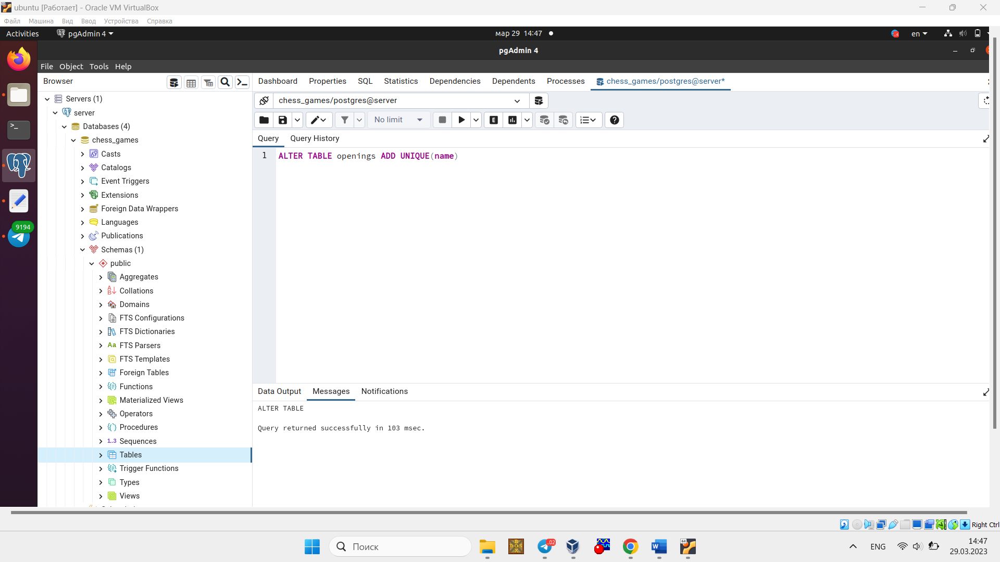 ubuntu [Работает] - Oracle VM VirtualBox
Файл Машина Вид Ввод Устройства Справка
Activities pgAdmin 4 мар 29 14:47 en
pgAdmin 4
File Object Tools Help
Browser
Dashboard Properties SQL Statistics Dependencies Dependents Processes chess_games/postgres@server*
Servers (1)
server
Databases (4)
chess_games
Casts
Catalogs
Event Triggers
Extensions
Foreign Data Wrappers
Languages
Publications
Schemas (1)
public
Aggregates
Collations
Domains
FTS Configurations
FTS Dictionaries
Aa FTS Parsers
FTS Templates
Foreign Tables
Functions
Materialized Views
Operators
Procedures
1..3 Sequences
Tables
Trigger Functions
Types
Views
9194
chess_games/postgres@server
No limit
E
Query Query History
1 ALTER TABLE openings ADD UNIQUE(name)
Data Output Messages Notifications
ALTER TABLE
Query returned successfully in 103 msec.
Right Ctrl
Поиск
DOS
BOX
..02
64
ENG
14:47
29.03.2023